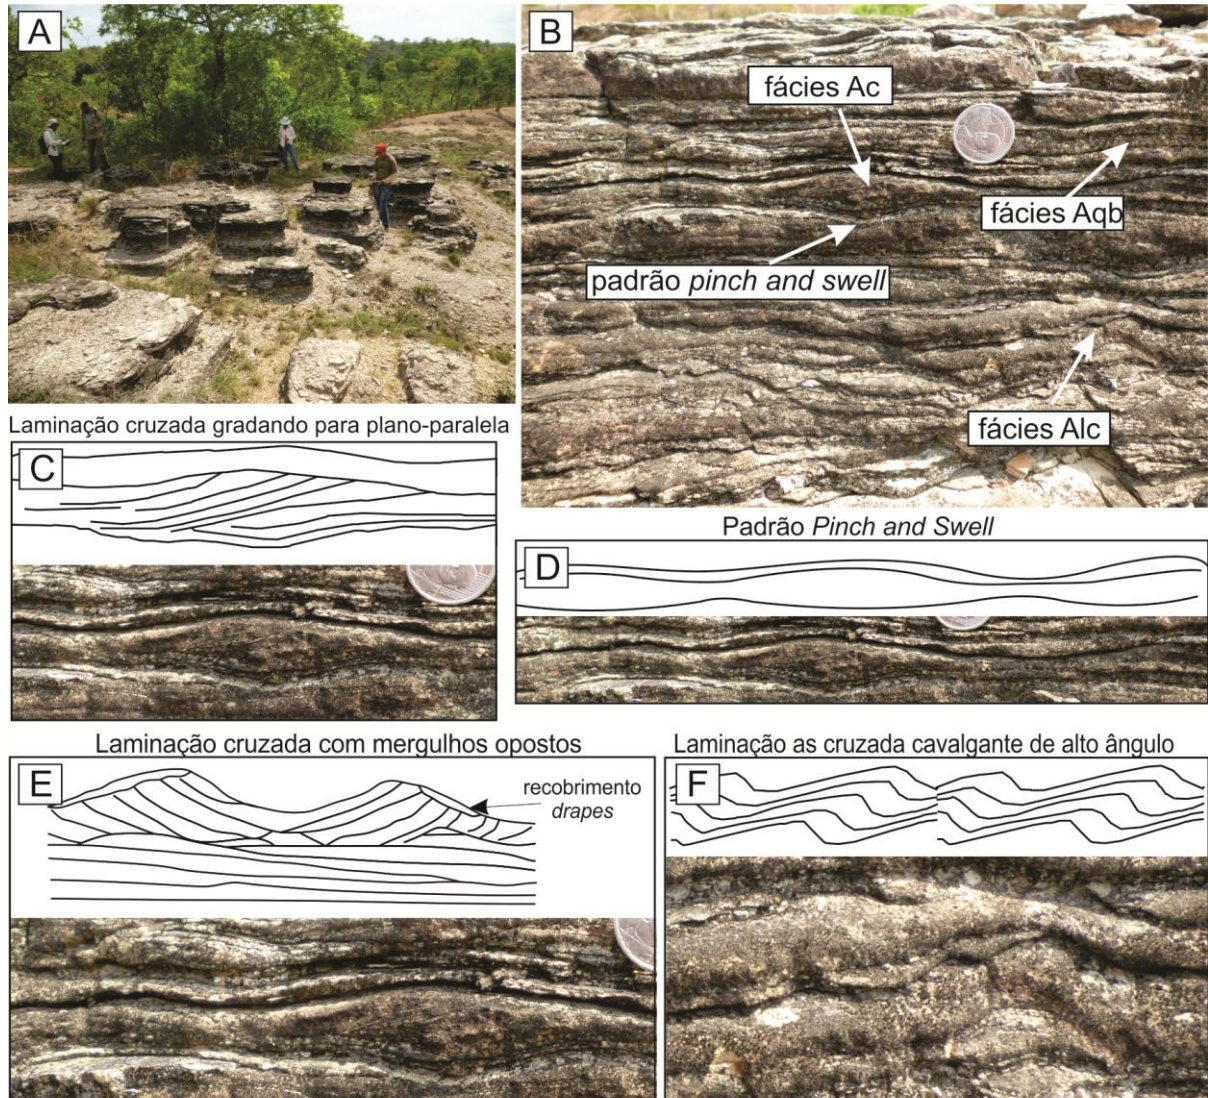 A
B
fácies Ac
fácies Aqb
padrão pinch and swell
fácies Alc
Laminação cruzada gradando para plano-paralela
C
Padrão Pinch and Swell
D
Laminação cruzada com mergulhos opostos
E
recobrimento
drapes
Laminação as cruzada cavalgante de alto ângulo
F